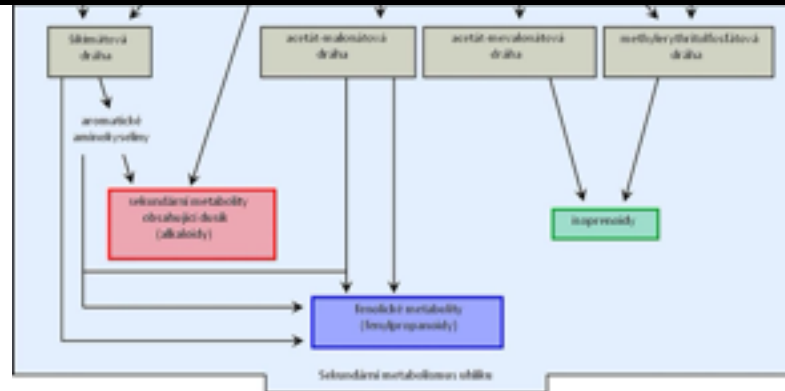 šikimátová
dráha
acetát-malonátová
dráha
acetát-mevalonátová
dráha
methylerythritolfosfátová
dráha
aromatické
aminokyseliny
sekundární metabolity
obsahující dusík
(alkaloidy)
isoprenoidy
fenolické metabolity
(fenylpropanoidy)
Sekundární metabolismus uhlíku